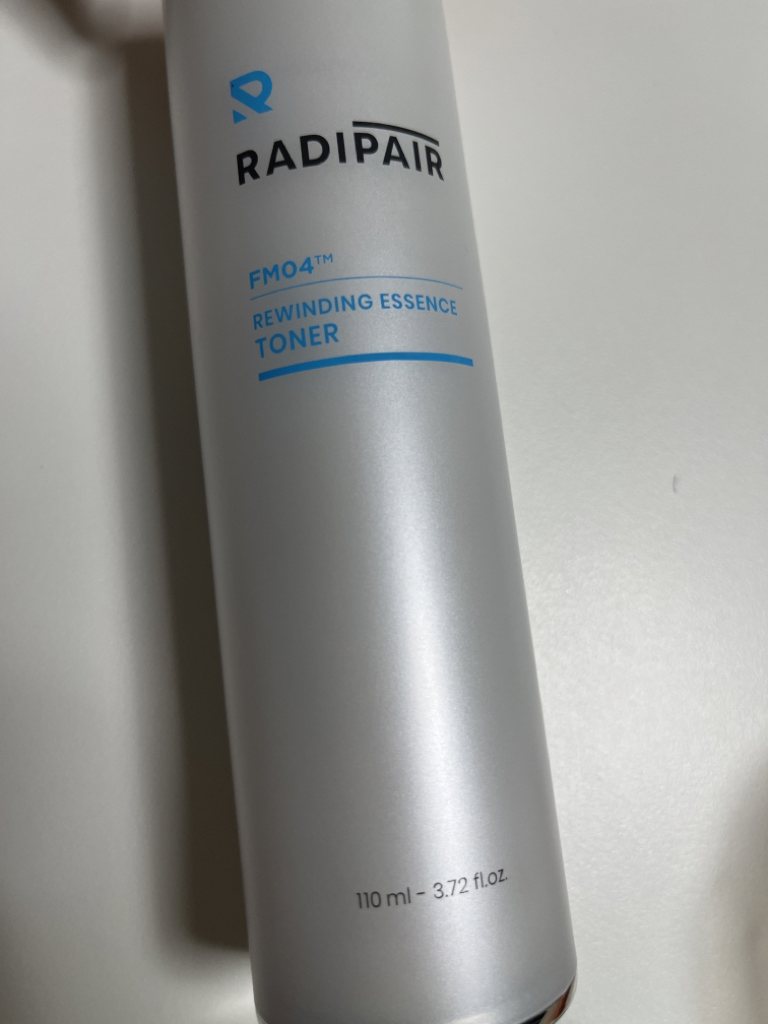 RADIPAIR
FM04™
REWINDING ESSENCE
TONER
110 ml - 3.72 fl.oz.